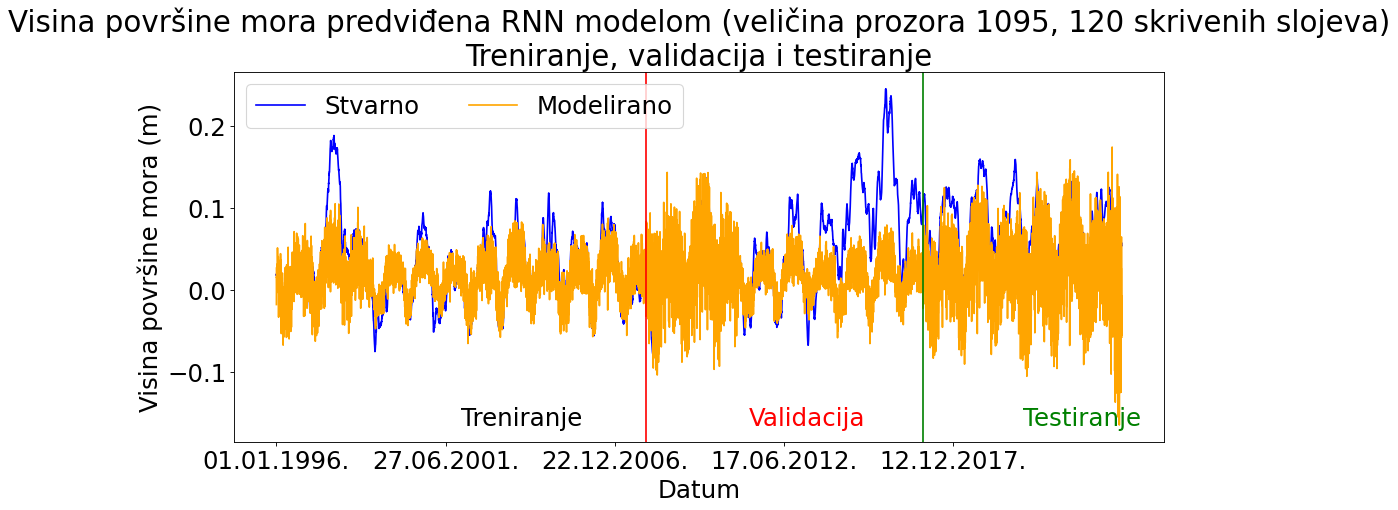 Visina površine mora predviđena RNN modelom (veličina prozora 1095, 120 skrivenih slojeva)
Treniranje, validacija i testiranje
Stvarno
Modelirano
Visina površine mora (m)
0.2
0.1
0.0
−0.1
Treniranje
Validacija
Testiranje
01.01.1996.
27.06.2001.
22.12.2006.
17.06.2012.
12.12.2017.
Datum